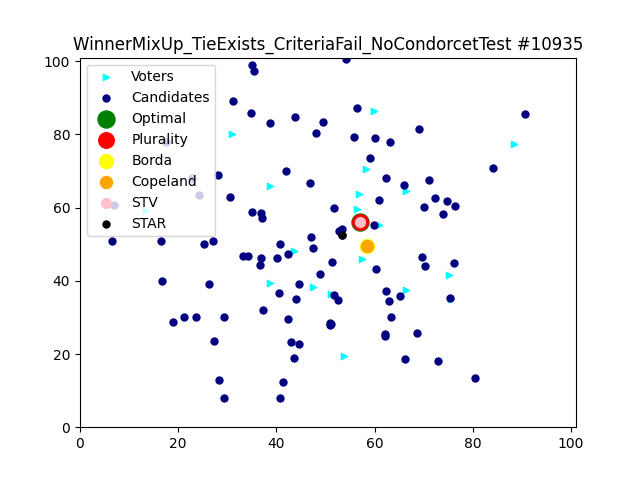 WinnerMixUp_TieExists_CriteriaFail_NoCondorcetTest #10935
100
80
60
40
20
0
Voters
Candidates
Optimal
Plurality
Borda
Copeland
STV
STAR
0 20 40 60 80 100